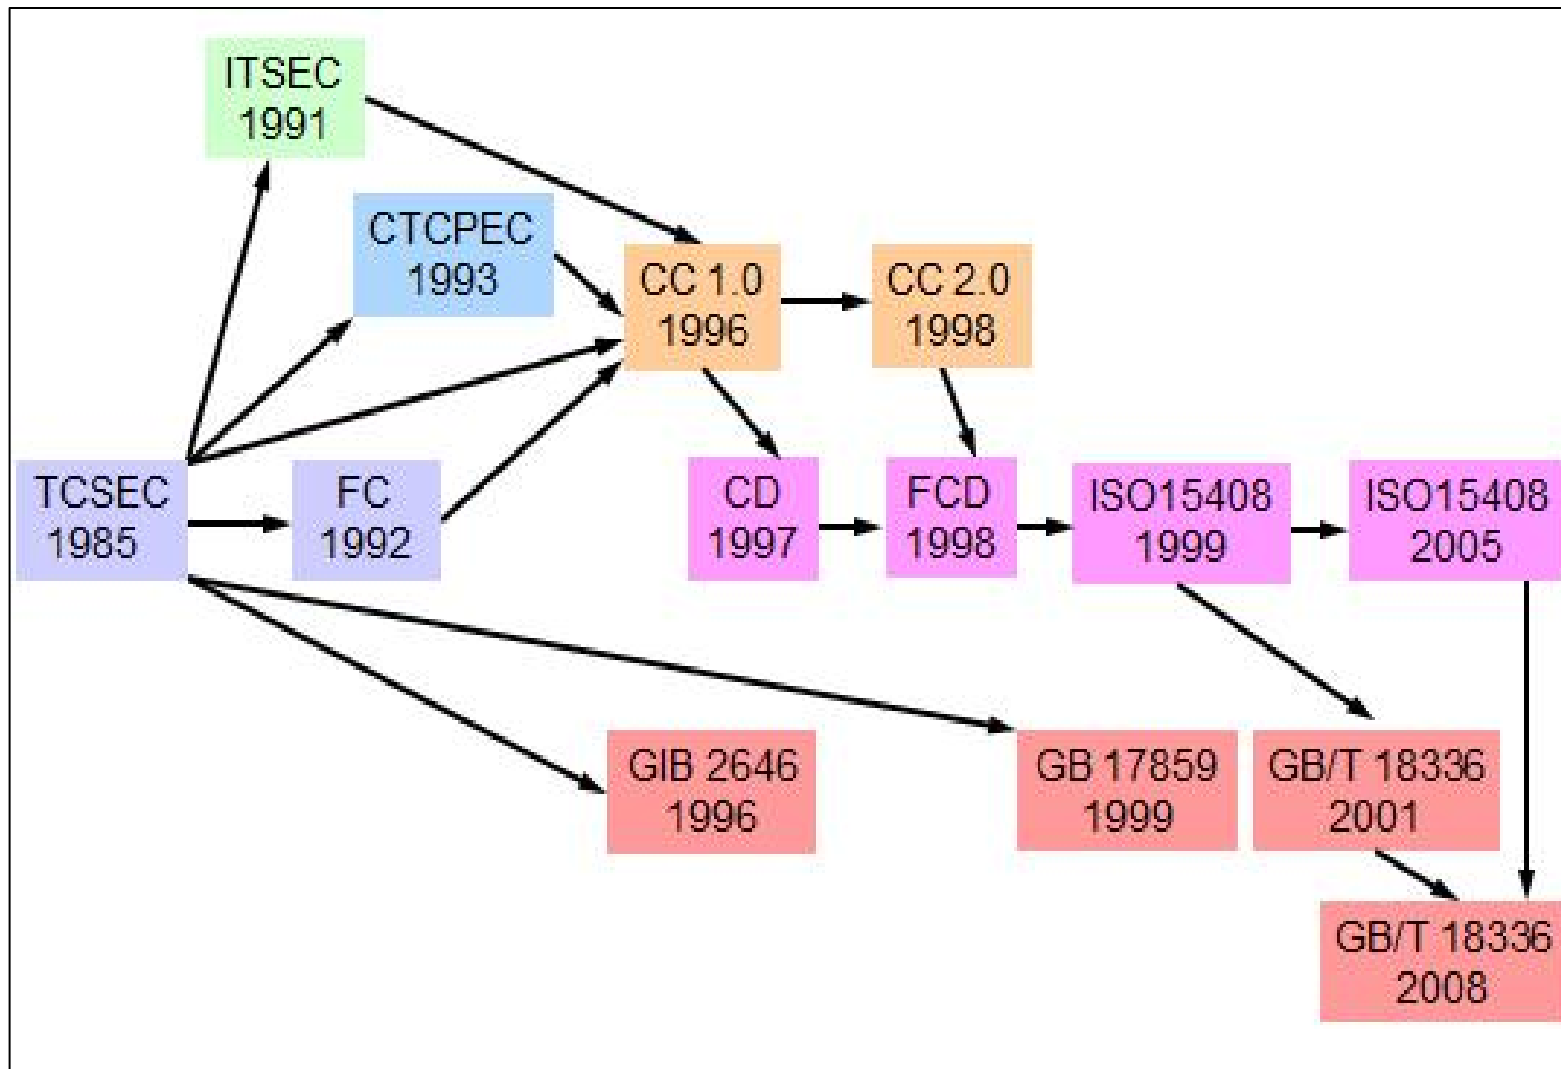 ITSEC
1991
CTCPEC
1993
CC 1.0
1996
CC 2.0
1998
TCSEC
1985
FC
1992
CD
1997
FCD
1998
ISO15408
1999
ISO15408
2005
GIB 2646
1996
GB 17859
1999
GB/T 18336
2001
GB/T 18336
2008